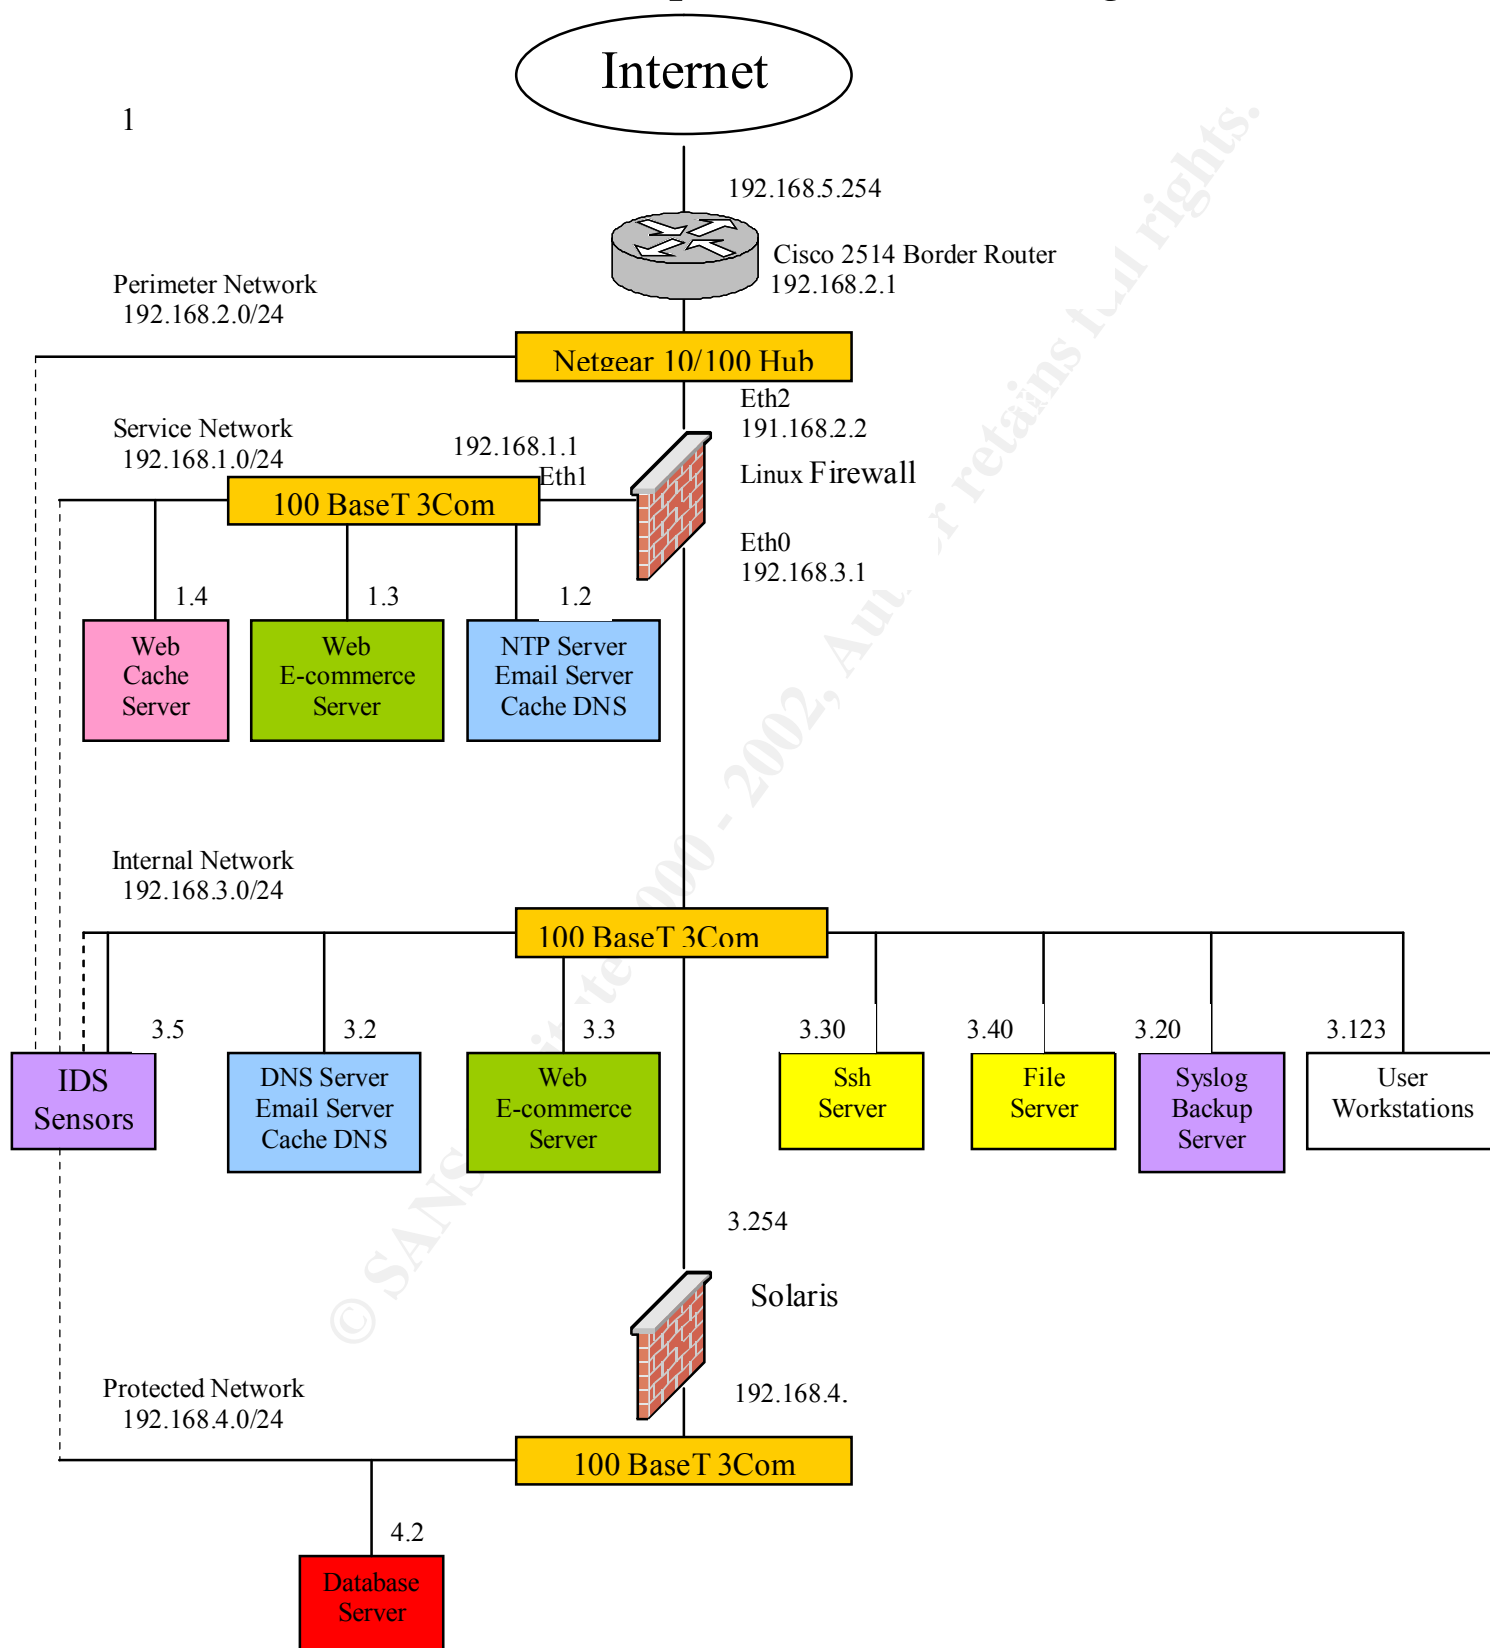 Internet
1
192.168.5.254
Cisco 2514 Border Router
192.168.2.1
Perimeter Network
192.168.2.0/24
Netgear 10/100 Hub
Eth2
191.168.2.2
Service Network
192.168.1.0/24
192.168.1.1
Eth1
Linux Firewall
100 BaseT 3Com
Eth0
192.168.3.1
1.4
1.3
1.2
Web
Cache
Server
Web
E-commerce
Server
NTP Server
Email Server
Cache DNS
Internal Network
192.168.3.0/24
100 BaseT 3Com
3.5
3.2
3.3
3.30
3.40
3.20
3.123
IDS
Sensors
DNS Server
Email Server
Cache DNS
Web
E-commerce
Server
Ssh
Server
File
Server
Syslog
Backup
Server
User
Workstations
3.254
Solaris
192.168.4.
Protected Network
192.168.4.0/24
100 BaseT 3Com
4.2
Database
Server
© SANS 000 - 2002, retains rights.